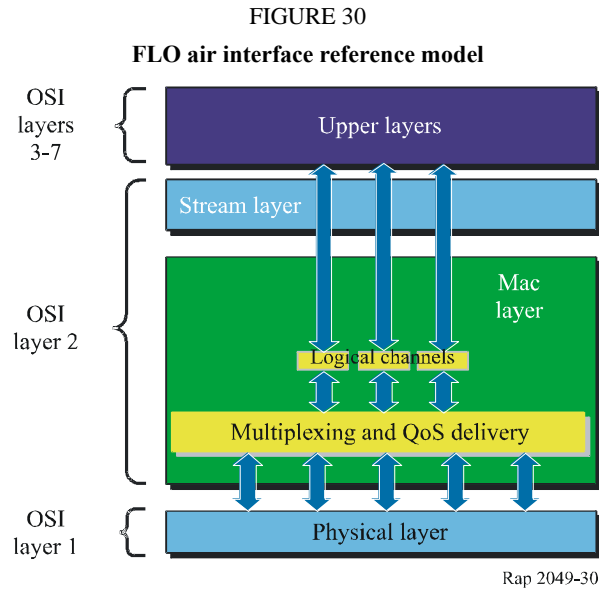 FIGURE 30
FLO air interface reference model
OSI
layers
3-7
Upper layers
Stream layer
OSI
layer 2
Mac
layer
Logical channels
Multiplexing and QoS delivery
OSI
layer 1
Physical layer
Rap 2049-30